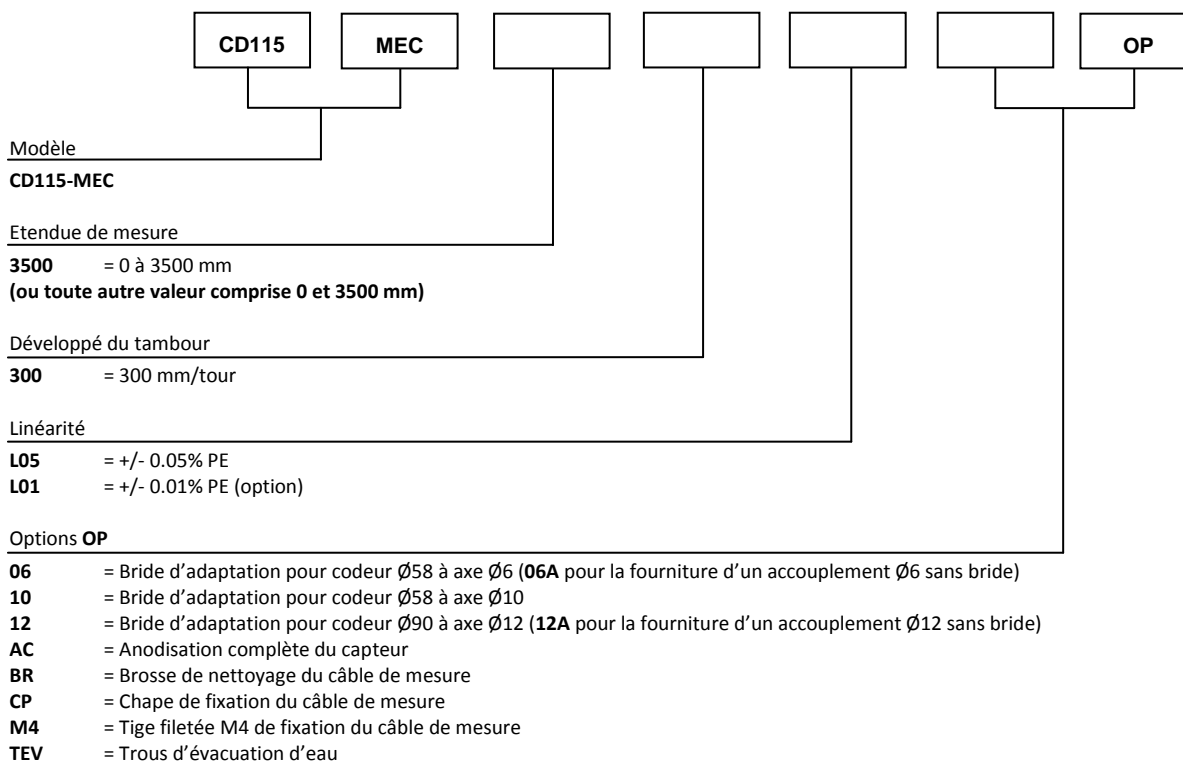 CD115 MEC OP
Modèle
CD115-MEC
Etendue de mesure
3500 = 0 à 3500 mm
(ou toute autre valeur comprise 0 et 3500 mm)
Développé du tambour
300 = 300 mm/tour
Linéarité
L05 = +/- 0.05% PE
L01 = +/- 0.01% PE (option)
Options OP
06 = Bride d’adaptation pour codeur Ø58 à axe Ø6 (06A pour la fourniture d’un accouplement Ø6 sans bride)
10 = Bride d’adaptation pour codeur Ø58 à axe Ø10
12 = Bride d’adaptation pour codeur Ø90 à axe Ø12 (12A pour la fourniture d’un accouplement Ø12 sans bride)
AC = Anodisation complète du capteur
BR = Brosse de nettoyage du câble de mesure
CP = Chape de fixation du câble de mesure
M4 = Tige filetée M4 de fixation du câble de mesure
TEV = Trous d’évacuation d’eau